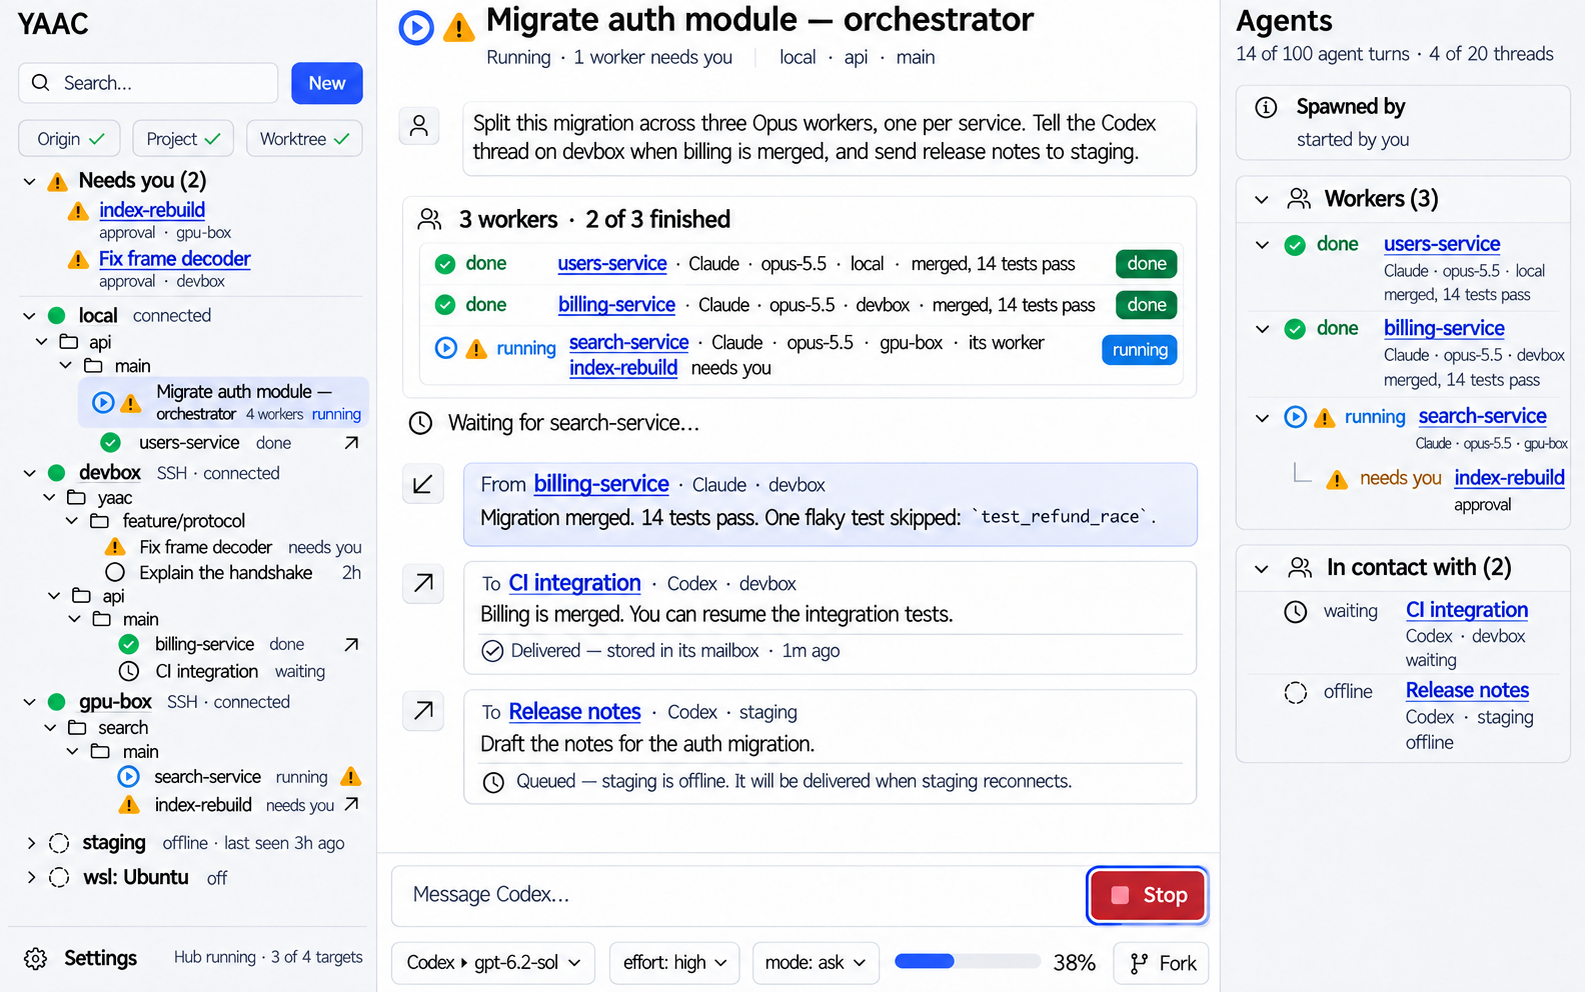 YAAC
Search...
New
Origin
Project
Worktree
Needs you (2)
index-rebuild
approval · gpu-box
Fix frame decoder
approval · devbox
local connected
api
main
Migrate auth module —
orchestrator 4 workers running
users-service done
devbox SSH · connected
yaac
feature/protocol
Fix frame decoder needs you
Explain the handshake 2h
api
main
billing-service done
CI integration waiting
gpu-box SSH · connected
search
main
search-service running
index-rebuild needs you
staging offline · last seen 3h ago
wsl: Ubuntu off
Settings Hub running · 3 of 4 targets
Migrate auth module — orchestrator
Running · 1 worker needs you local · api · main
Split this migration across three Opus workers, one per service. Tell the Codex
thread on devbox when billing is merged, and send release notes to staging.
3 workers · 2 of 3 finished
done users-service · Claude · opus-5.5 · local · merged, 14 tests pass done
done billing-service · Claude · opus-5.5 · devbox · merged, 14 tests pass done
running search-service · Claude · opus-5.5 · gpu-box · its worker running
index-rebuild needs you
Waiting for search-service...
From billing-service · Claude · devbox
Migration merged. 14 tests pass. One flaky test skipped: `test_refund_race`.
To CI integration · Codex · devbox
Billing is merged. You can resume the integration tests.
Delivered — stored in its mailbox · 1m ago
To Release notes · Codex · staging
Draft the notes for the auth migration.
Queued — staging is offline. It will be delivered when staging reconnects.
Message Codex...
Stop
Codex ▸ gpt-6.2-sol
effort: high
mode: ask
38%
Fork
Agents
14 of 100 agent turns · 4 of 20 threads
Spawned by
started by you
Workers (3)
done users-service
Claude · opus-5.5 · local
merged, 14 tests pass
done billing-service
Claude · opus-5.5 · devbox
merged, 14 tests pass
running search-service
Claude · opus-5.5 · gpu-box
needs you index-rebuild
approval
In contact with (2)
waiting CI integration
Codex · devbox
waiting
offline Release notes
Codex · staging
offline